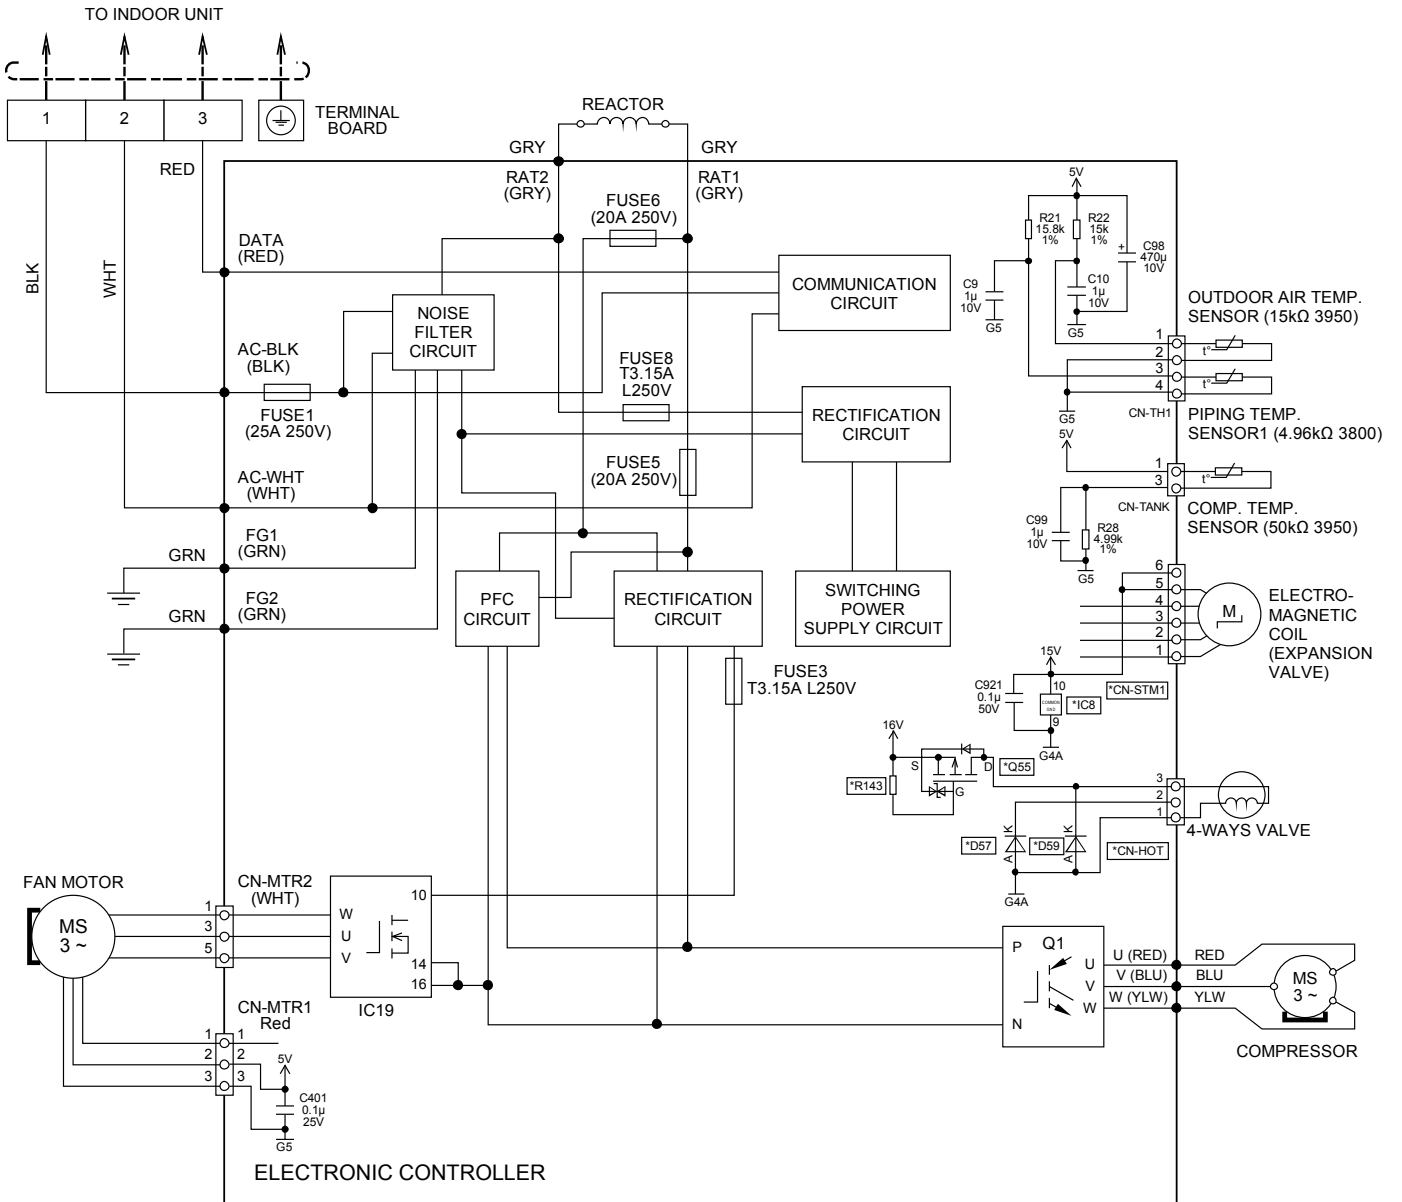 TO INDOOR UNIT
1
2
3
TERMINAL
BOARD
RED
BLK
WHT
REACTOR
GRY
GRY
RAT2
(GRY)
RAT1
(GRY)
FUSE6
(20A 250V)
DATA
(RED)
NOISE
FILTER
CIRCUIT
COMMUNICATION
CIRCUIT
AC-BLK
(BLK)
FUSE1
(25A 250V)
FUSE8
T3.15A
L250V
RECTIFICATION
CIRCUIT
FUSE5
(20A 250V)
AC-WHT
(WHT)
FG1
(GRN)
GRN
FG2
(GRN)
GRN
PFC
CIRCUIT
RECTIFICATION
CIRCUIT
SWITCHING
POWER
SUPPLY CIRCUIT
FUSE3
T3.15A L250V
5V
R21
15.8k
1%
R22
15k
1%
C98
+
470µ
10V
C9
1µ
10V
G5
C10
1µ
10V
G5
OUTDOOR AIR TEMP.
SENSOR (15kΩ 3950)
1
2
3
4
t°
t°
G5
CN-TH1
PIPING TEMP.
SENSOR1 (4.96kΩ 3800)
5V
1
3
t°
CN-TANK
COMP. TEMP.
SENSOR (50kΩ 3950)
C99
1µ
10V
R28
4.99k
1%
G5
6
5
4
3
2
1
M
ELECTRO-
MAGNETIC
COIL
(EXPANSION
VALVE)
15V
C921
0.1µ
50V
10
9
*IC8
*CN-STM1
G4A
16V
*R143
S
D
G
*Q55
3
2
1
4-WAYS VALVE
*D57
K
A
*D59
K
A
*CN-HOT
G4A
FAN MOTOR
MS
3 ~
CN-MTR2
(WHT)
1
3
5
W
U
V
10
14
16
IC19
CN-MTR1
Red
1
2
3
1
2
3
5V
C401
0.1µ
25V
G5
P
N
Q1
U
V
W
U (RED)
V (BLU)
W (YLW)
RED
BLU
YLW
MS
3 ~
COMPRESSOR
ELECTRONIC CONTROLLER